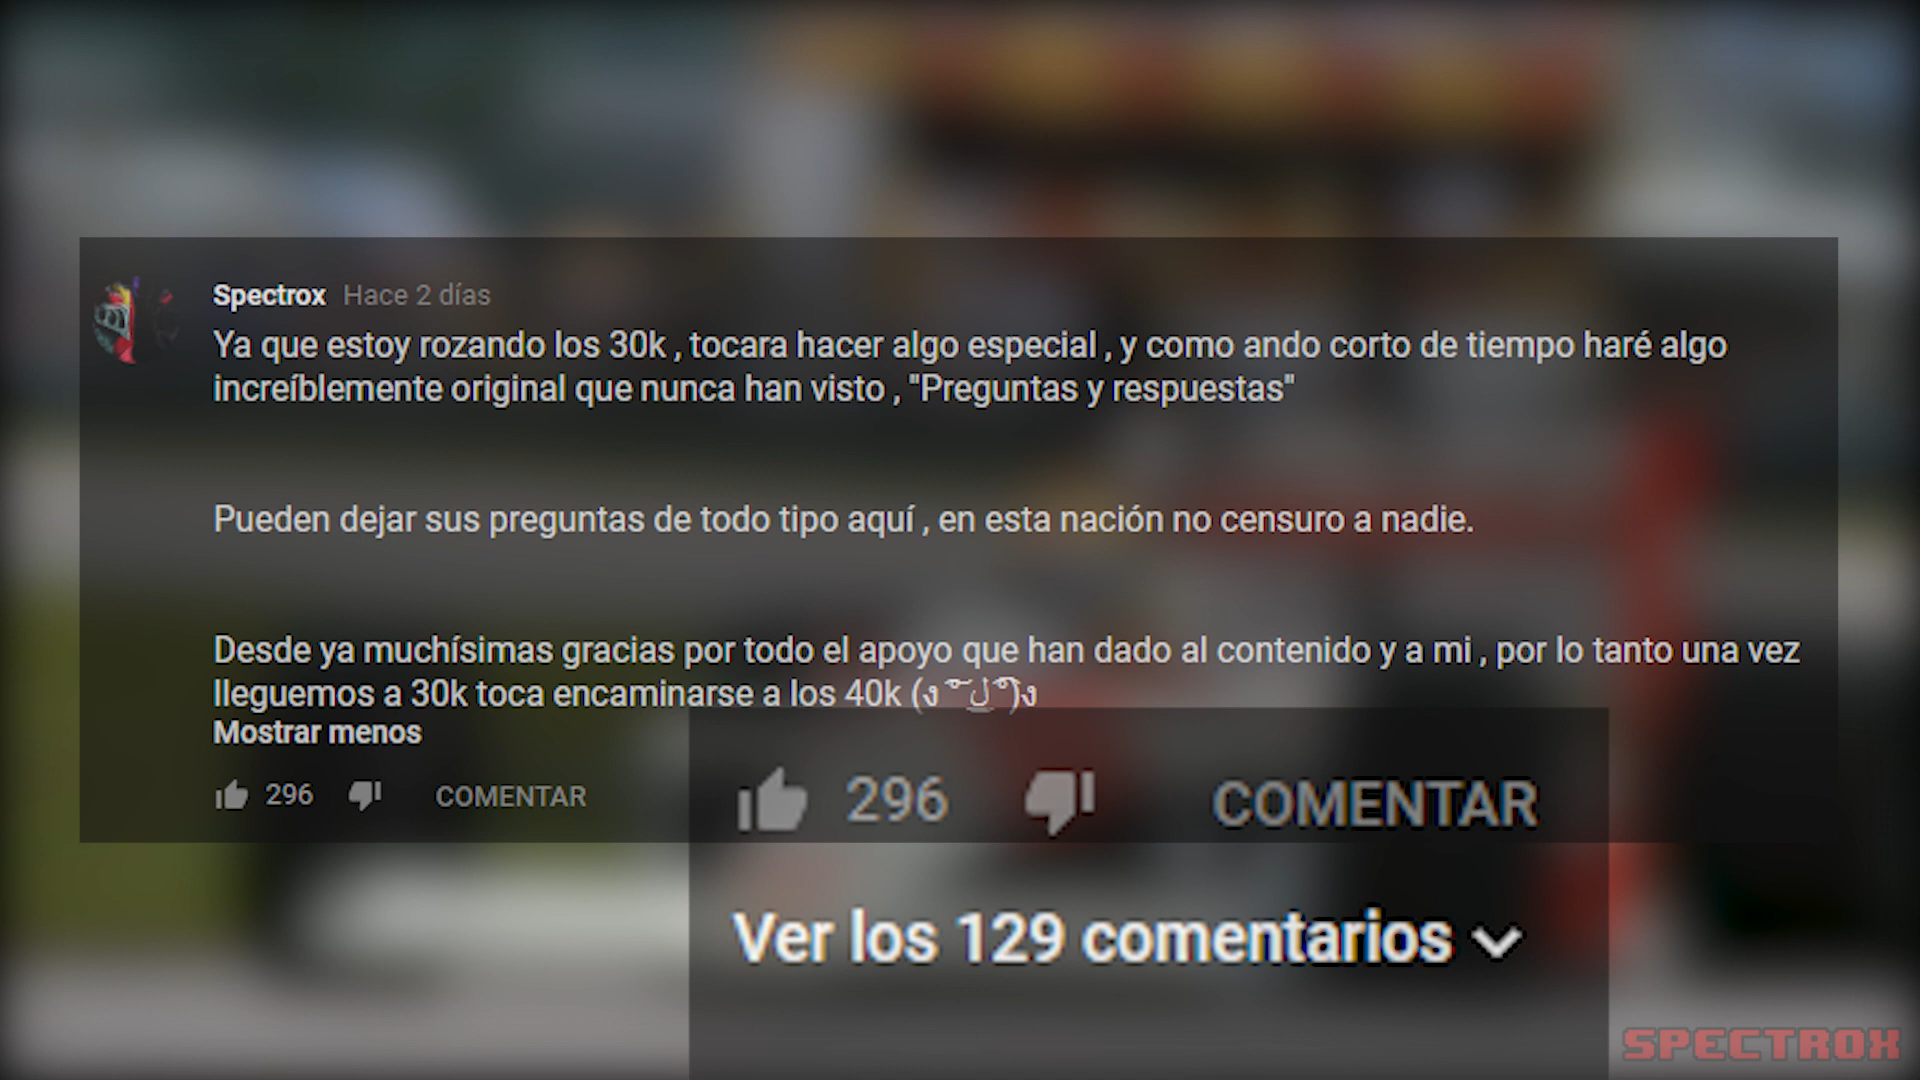 Spectrox Hace 2 días
Ya que estoy rozando los 30k , tocara hacer algo especial , y como ando corto de tiempo haré algo
increíblemente original que nunca han visto , "Preguntas y respuestas"
Pueden dejar sus preguntas de todo tipo aquí , en esta nación no censuro a nadie.
Desde ya muchísimas gracias por todo el apoyo que han dado al contenido y a mi , por lo tanto una vez
lleguemos a 30k toca encaminarse a los 40k (ง ͠° ͟ل͜ ͡°)ง
Mostrar menos
296 COMENTAR
296 COMENTAR
Ver los 129 comentarios
SPECTROX